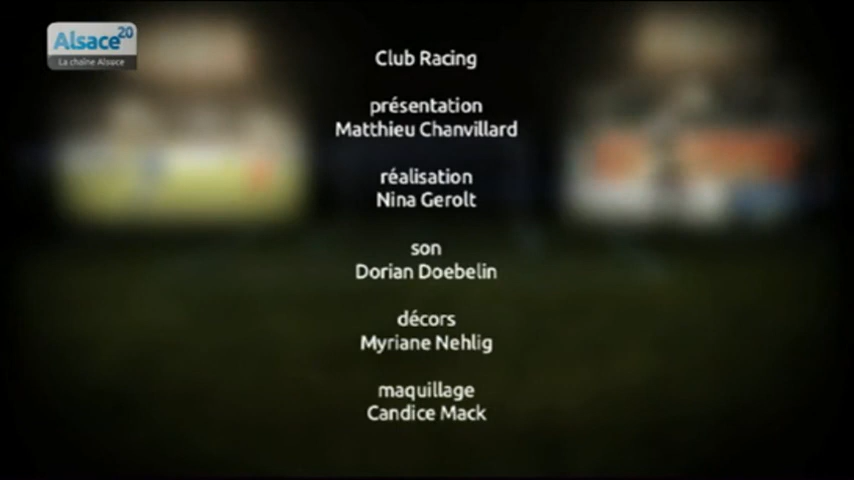 Alsace20
La chaîne Alsace
Club Racing
présentation
Matthieu Chanvillard
réalisation
Nina Gerolt
son
Dorian Doebelin
décors
Myriane Nehlig
maquillage
Candice Mack